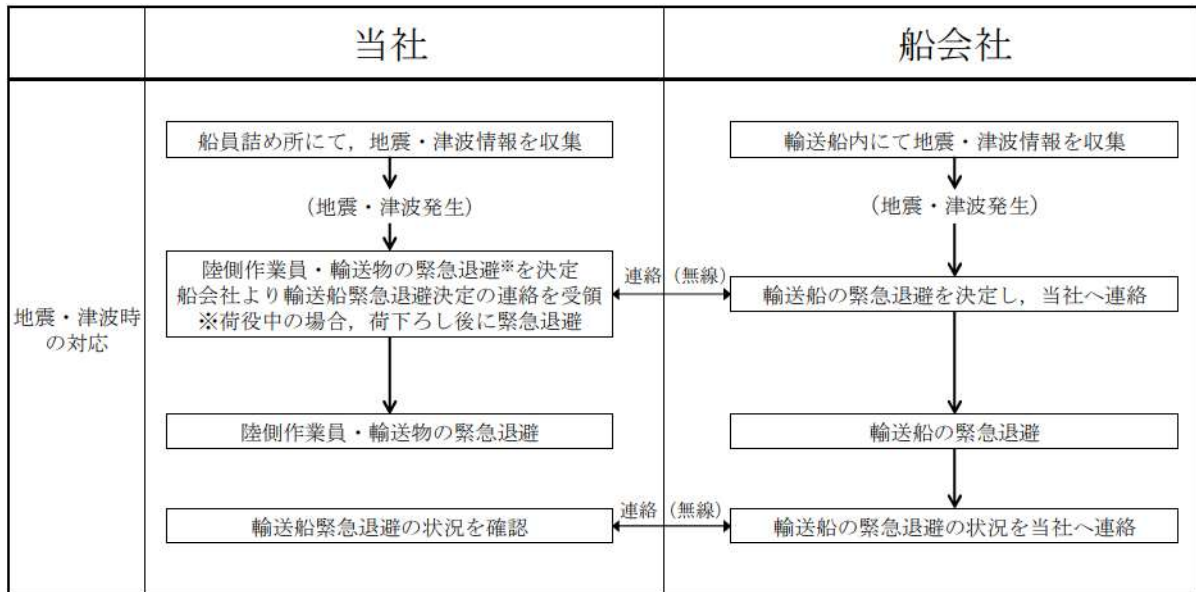 当社
船会社
地震・津波時
の対応
船員詰め所にて，地震・津波情報を収集
輸送船内にて地震・津波情報を収集
（地震・津波発生）
（地震・津波発生）
陸側作業員・輸送物の緊急退避※を決定
船会社より輸送船緊急退避決定の連絡を受領
※荷役中の場合，荷下ろし後に緊急退避
連絡（無線）
輸送船の緊急退避を決定し，当社へ連絡
陸側作業員・輸送物の緊急退避
輸送船の緊急退避
輸送船緊急退避の状況を確認
連絡（無線）
輸送船の緊急退避の状況を当社へ連絡